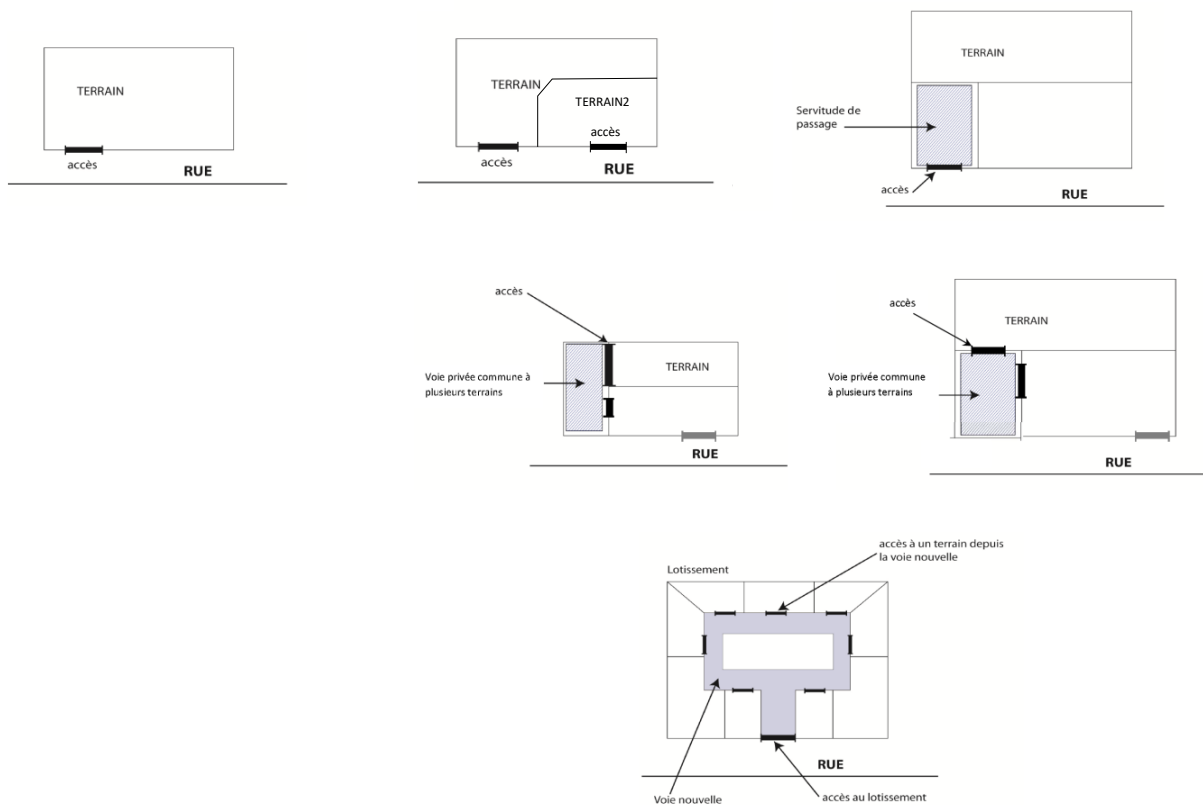 TERRAIN
accès
RUE
TERRAIN
TERRAIN2
accès
accès
RUE
TERRAIN
Servitude de
passage
accès
RUE
accès
TERRAIN
Voie privée commune à
plusieurs terrains
RUE
accès
TERRAIN
Voie privée commune
à plusieurs terrains
RUE
accès à un terrain depuis
la voie nouvelle
Lotissement
RUE
Voie nouvelle
accès au lotissement